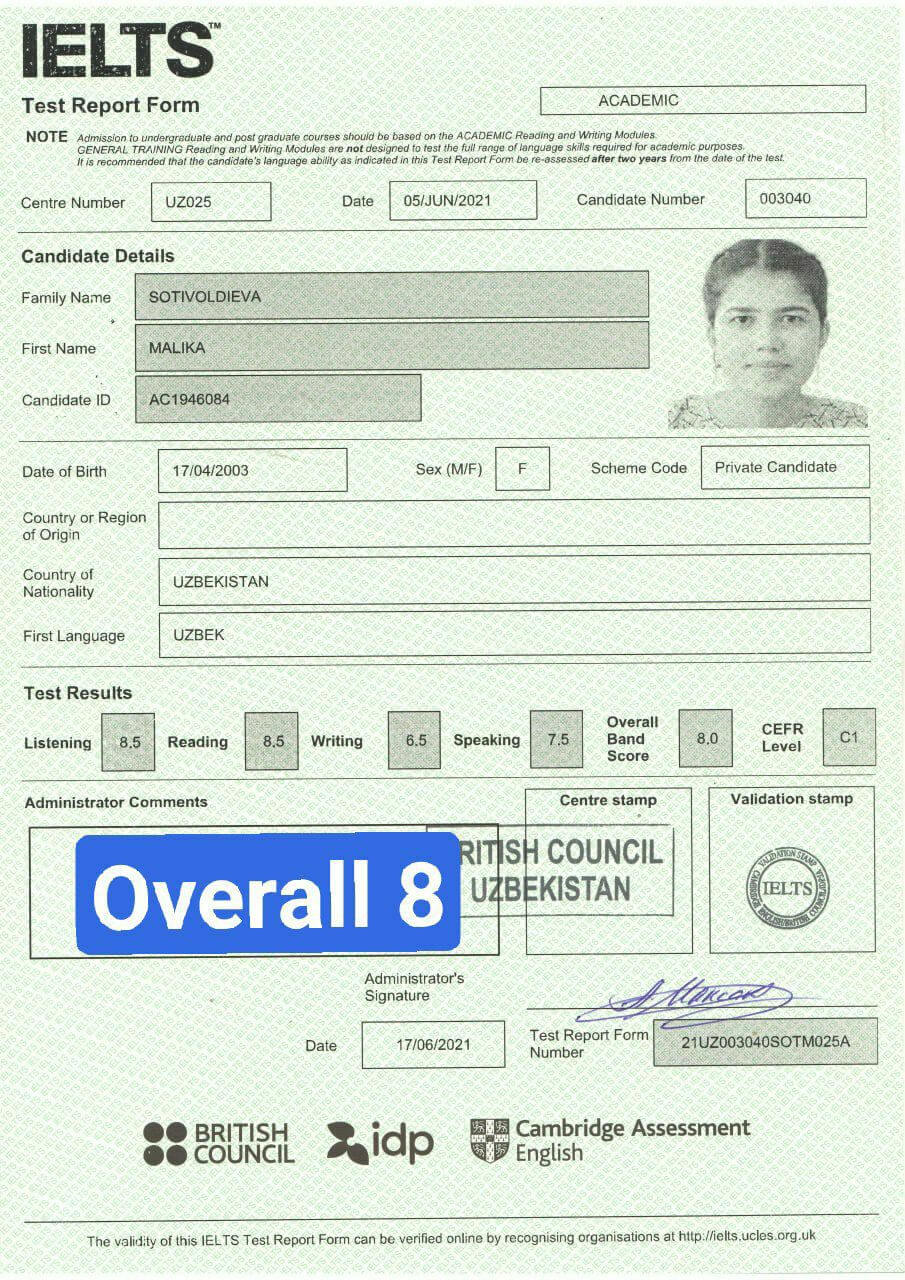 IELTS™
Test Report Form
ACADEMIC
NOTE Admission to undergraduate and post graduate courses should be based on the ACADEMIC Reading and Writing Modules.
GENERAL TRAINING Reading and Writing Modules are not designed to test the full range of language skills required for academic purposes.
It is recommended that the candidate's language ability as indicated in this Test Report Form be re-assessed after two years from the date of the test.
Centre Number UZ025 Date 05/JUN/2021 Candidate Number 003040
Candidate Details
Family Name SOTIVOLDIEVA
First Name MALIKA
Candidate ID AC1946084
Date of Birth 17/04/2003 Sex (M/F) F Scheme Code Private Candidate
Country or Region
of Origin
Country of
Nationality UZBEKISTAN
First Language UZBEK
Test Results
Listening 8.5 Reading 8.5 Writing 6.5 Speaking 7.5 Overall Band Score 8.0 CEFR Level C1
Administrator Comments
Centre stamp
Validation stamp
Overall 8
RITISH COUNCIL
UZBEKISTAN
VALIDATION STAMP
IELTS
Administrator's
Signature
Date 17/06/2021
Test Report Form
Number 21UZ003040SOTM025A
BRITISH
COUNCIL
idp
Cambridge Assessment
English
The validity of this IELTS Test Report Form can be verified online by recognising organisations at http://ielts.ucles.org.uk